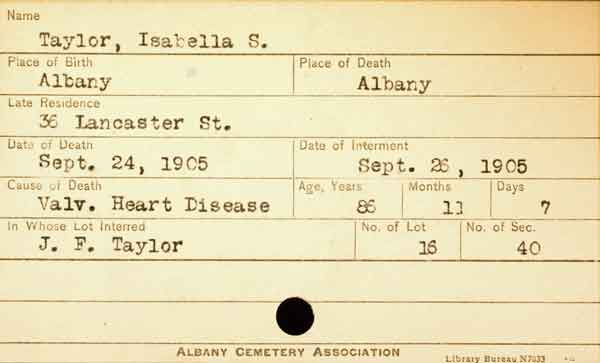 Name
Taylor, Isabella S.
Place of Birth
Place of Death
Albany
Albany
Late Residence
36 Lancaster St.
Date of Death
Date of Interment
Sept. 24, 1905
Sept. 26, 1905
Cause of Death
Age, Years
Months
Days
Valv. Heart Disease
86
11
7
In Whose Lot Interred
No. of Lot
No. of Sec.
J. F. Taylor
16
40
ALBANY CEMETERY ASSOCIATION
Library Bureau N7033